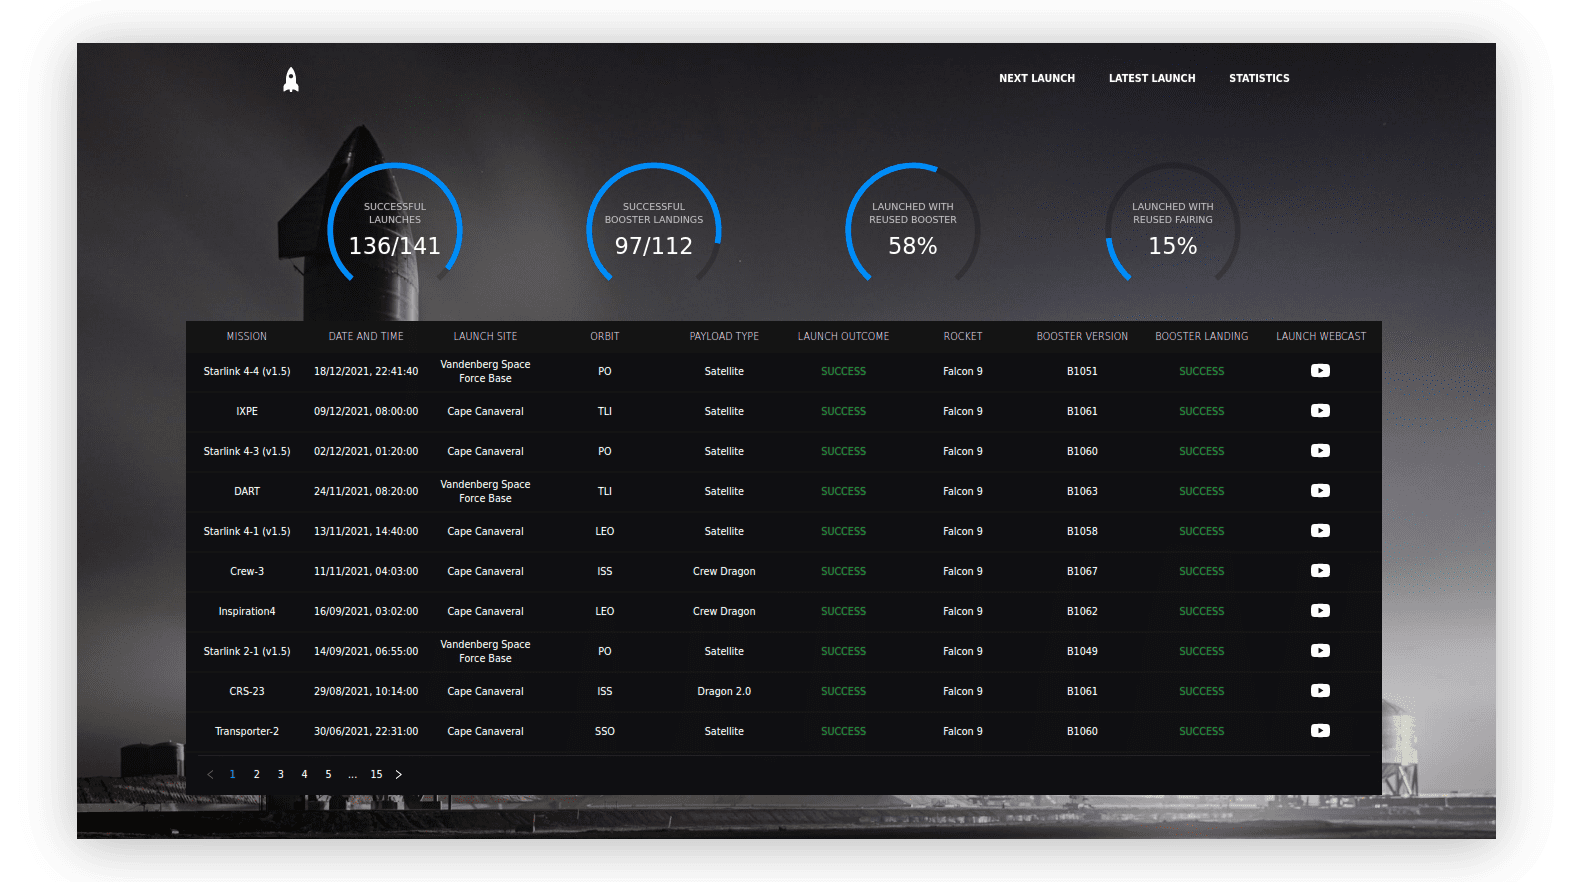 NEXT LAUNCH LATEST LAUNCH STATISTICS
SUCCESSFUL
LAUNCHES
136/141
SUCCESSFUL
BOOSTER LANDINGS
97/112
LAUNCHED WITH
REUSED BOOSTER
58%
LAUNCHED WITH
REUSED FAIRING
15%
MISSION DATE AND TIME LAUNCH SITE ORBIT PAYLOAD TYPE LAUNCH OUTCOME ROCKET BOOSTER VERSION BOOSTER LANDING LAUNCH WEBCAST
Starlink 4-4 (v1.5) 18/12/2021, 22:41:40 Vandenberg Space Force Base PO Satellite SUCCESS Falcon 9 B1051 SUCCESS
IXPE 09/12/2021, 08:00:00 Cape Canaveral TLI Satellite SUCCESS Falcon 9 B1061 SUCCESS
Starlink 4-3 (v1.5) 02/12/2021, 01:20:00 Cape Canaveral PO Satellite SUCCESS Falcon 9 B1060 SUCCESS
DART 24/11/2021, 08:20:00 Vandenberg Space Force Base TLI Satellite SUCCESS Falcon 9 B1063 SUCCESS
Starlink 4-1 (v1.5) 13/11/2021, 14:40:00 Cape Canaveral LEO Satellite SUCCESS Falcon 9 B1058 SUCCESS
Crew-3 11/11/2021, 04:03:00 Cape Canaveral ISS Crew Dragon SUCCESS Falcon 9 B1067 SUCCESS
Inspiration4 16/09/2021, 03:02:00 Cape Canaveral LEO Crew Dragon SUCCESS Falcon 9 B1062 SUCCESS
Starlink 2-1 (v1.5) 14/09/2021, 06:55:00 Vandenberg Space Force Base PO Satellite SUCCESS Falcon 9 B1049 SUCCESS
CRS-23 29/08/2021, 10:14:00 Cape Canaveral ISS Dragon 2.0 SUCCESS Falcon 9 B1061 SUCCESS
Transporter-2 30/06/2021, 22:31:00 Cape Canaveral SSO Satellite SUCCESS Falcon 9 B1060 SUCCESS
< 1 2 3 4 5 ... 15 >